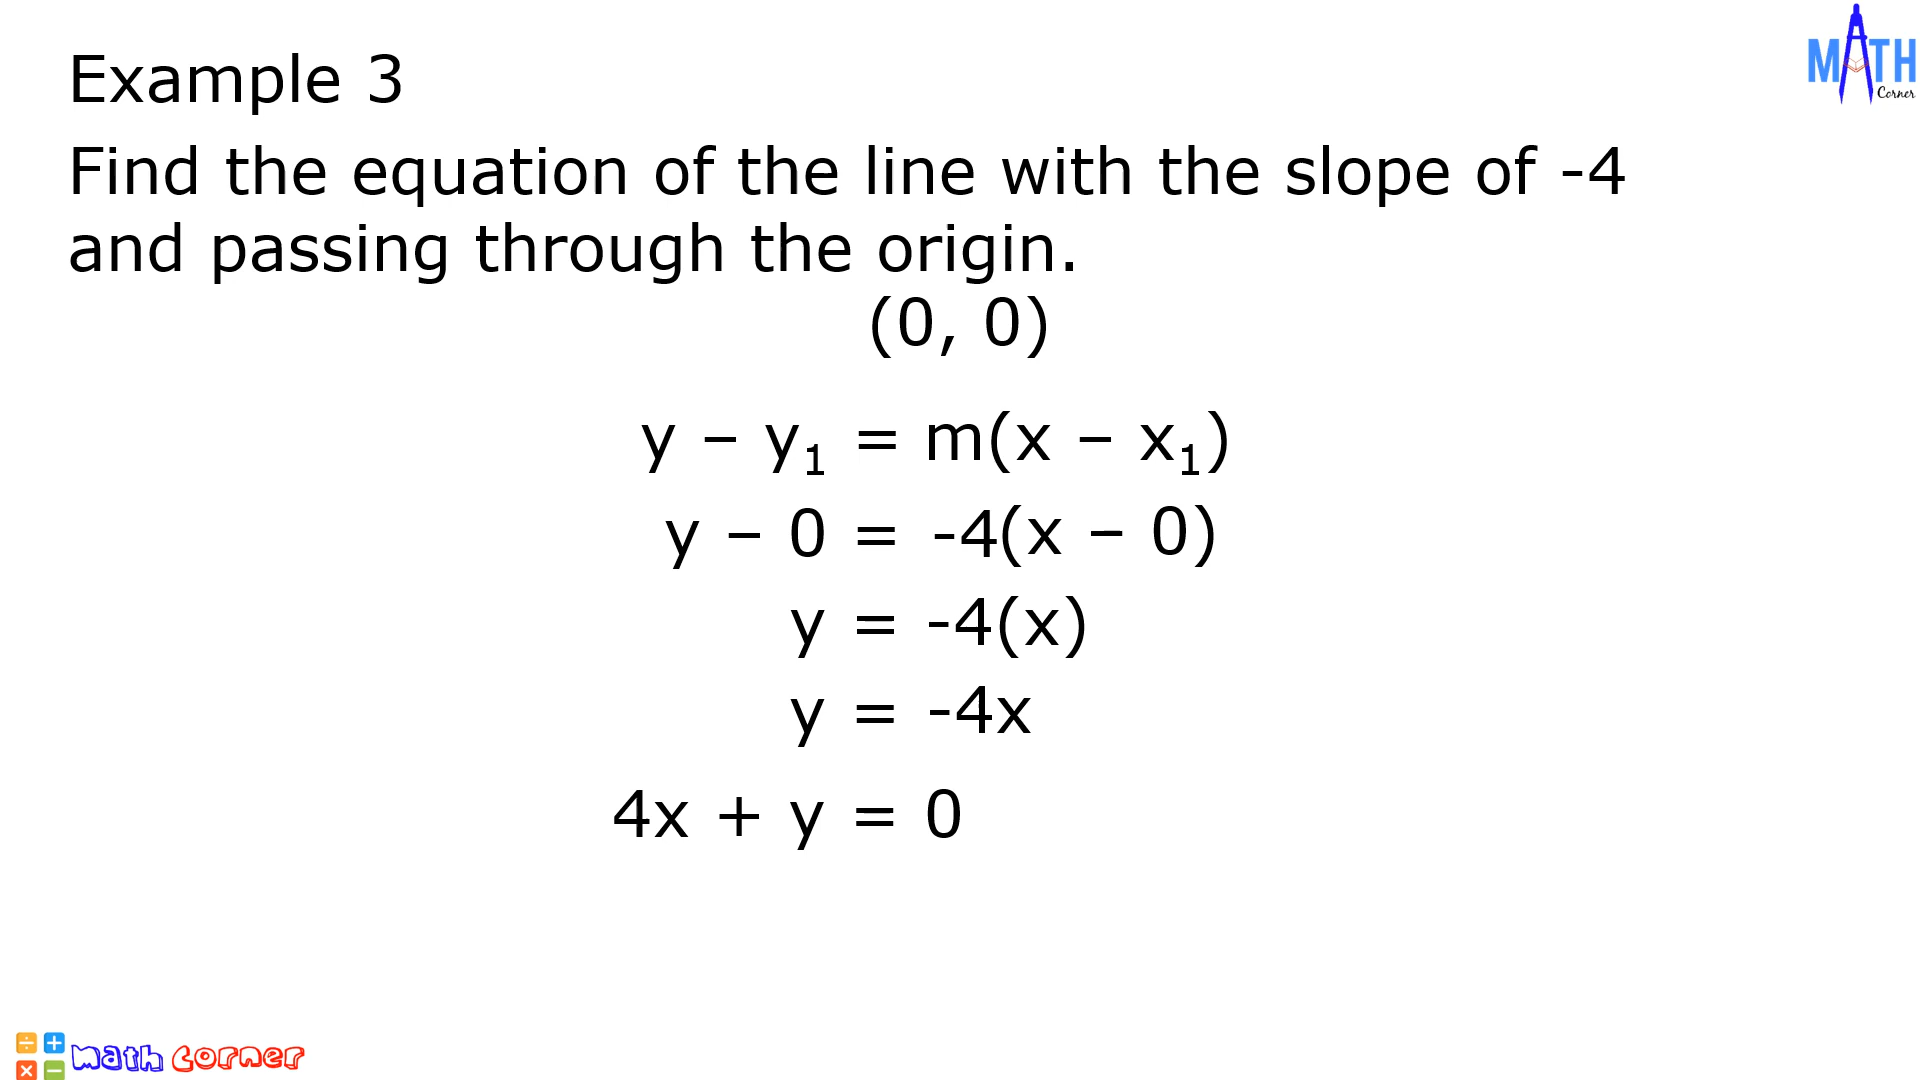 MATH
Corner
Example 3
Find the equation of the line with the slope of -4
and passing through the origin.
(0, 0)
y – y₁ = m(x – x₁)
y – 0 = -4(x – 0)
y = -4(x)
y = -4x
4x + y = 0
÷ +
× −
math corner